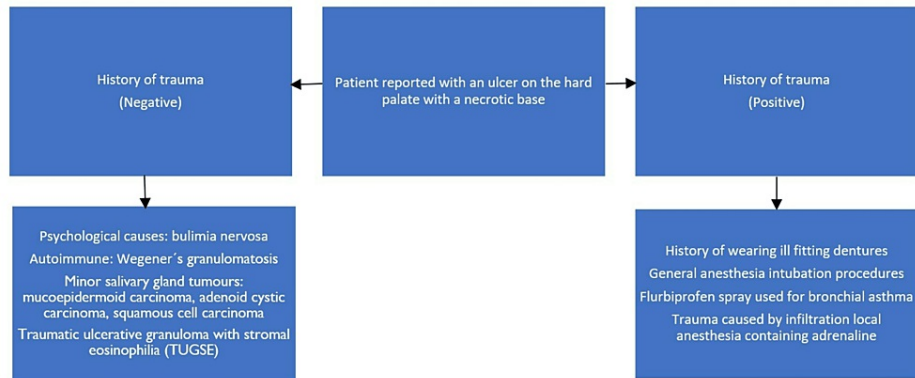 History of trauma
(Negative)
Patient reported with an ulcer on the hard
palate with a necrotic base
History of trauma
(Positive)
Psychological causes: bulimia nervosa
Autoimmune: Wegener´s granulomatosis
Minor salivary gland tumours:
mucoepidermoid carcinoma, adenoid cystic
carcinoma, squamous cell carcinoma
Traumatic ulcerative granuloma with stromal
eosinophilia (TUGSE)
History of wearing ill fitting dentures
General anesthesia intubation procedures
Flurbiprofen spray used for bronchial asthma
Trauma caused by infiltration local
anesthesia containing adrenaline